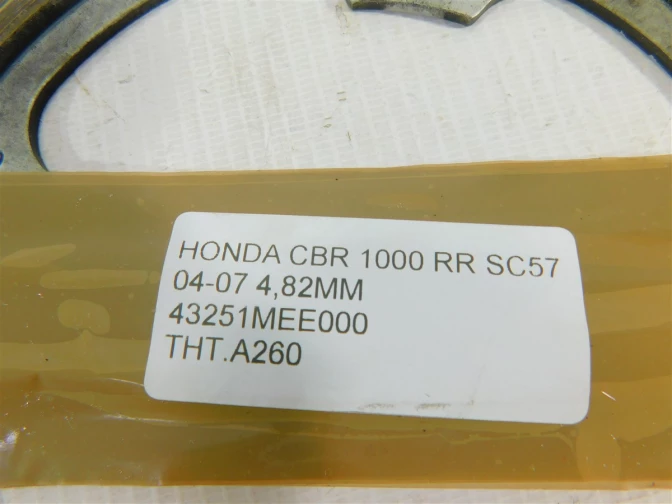 HONDA CBR 1000 RR SC57
04-07 4,82MM
43251MEE000
THT.A260